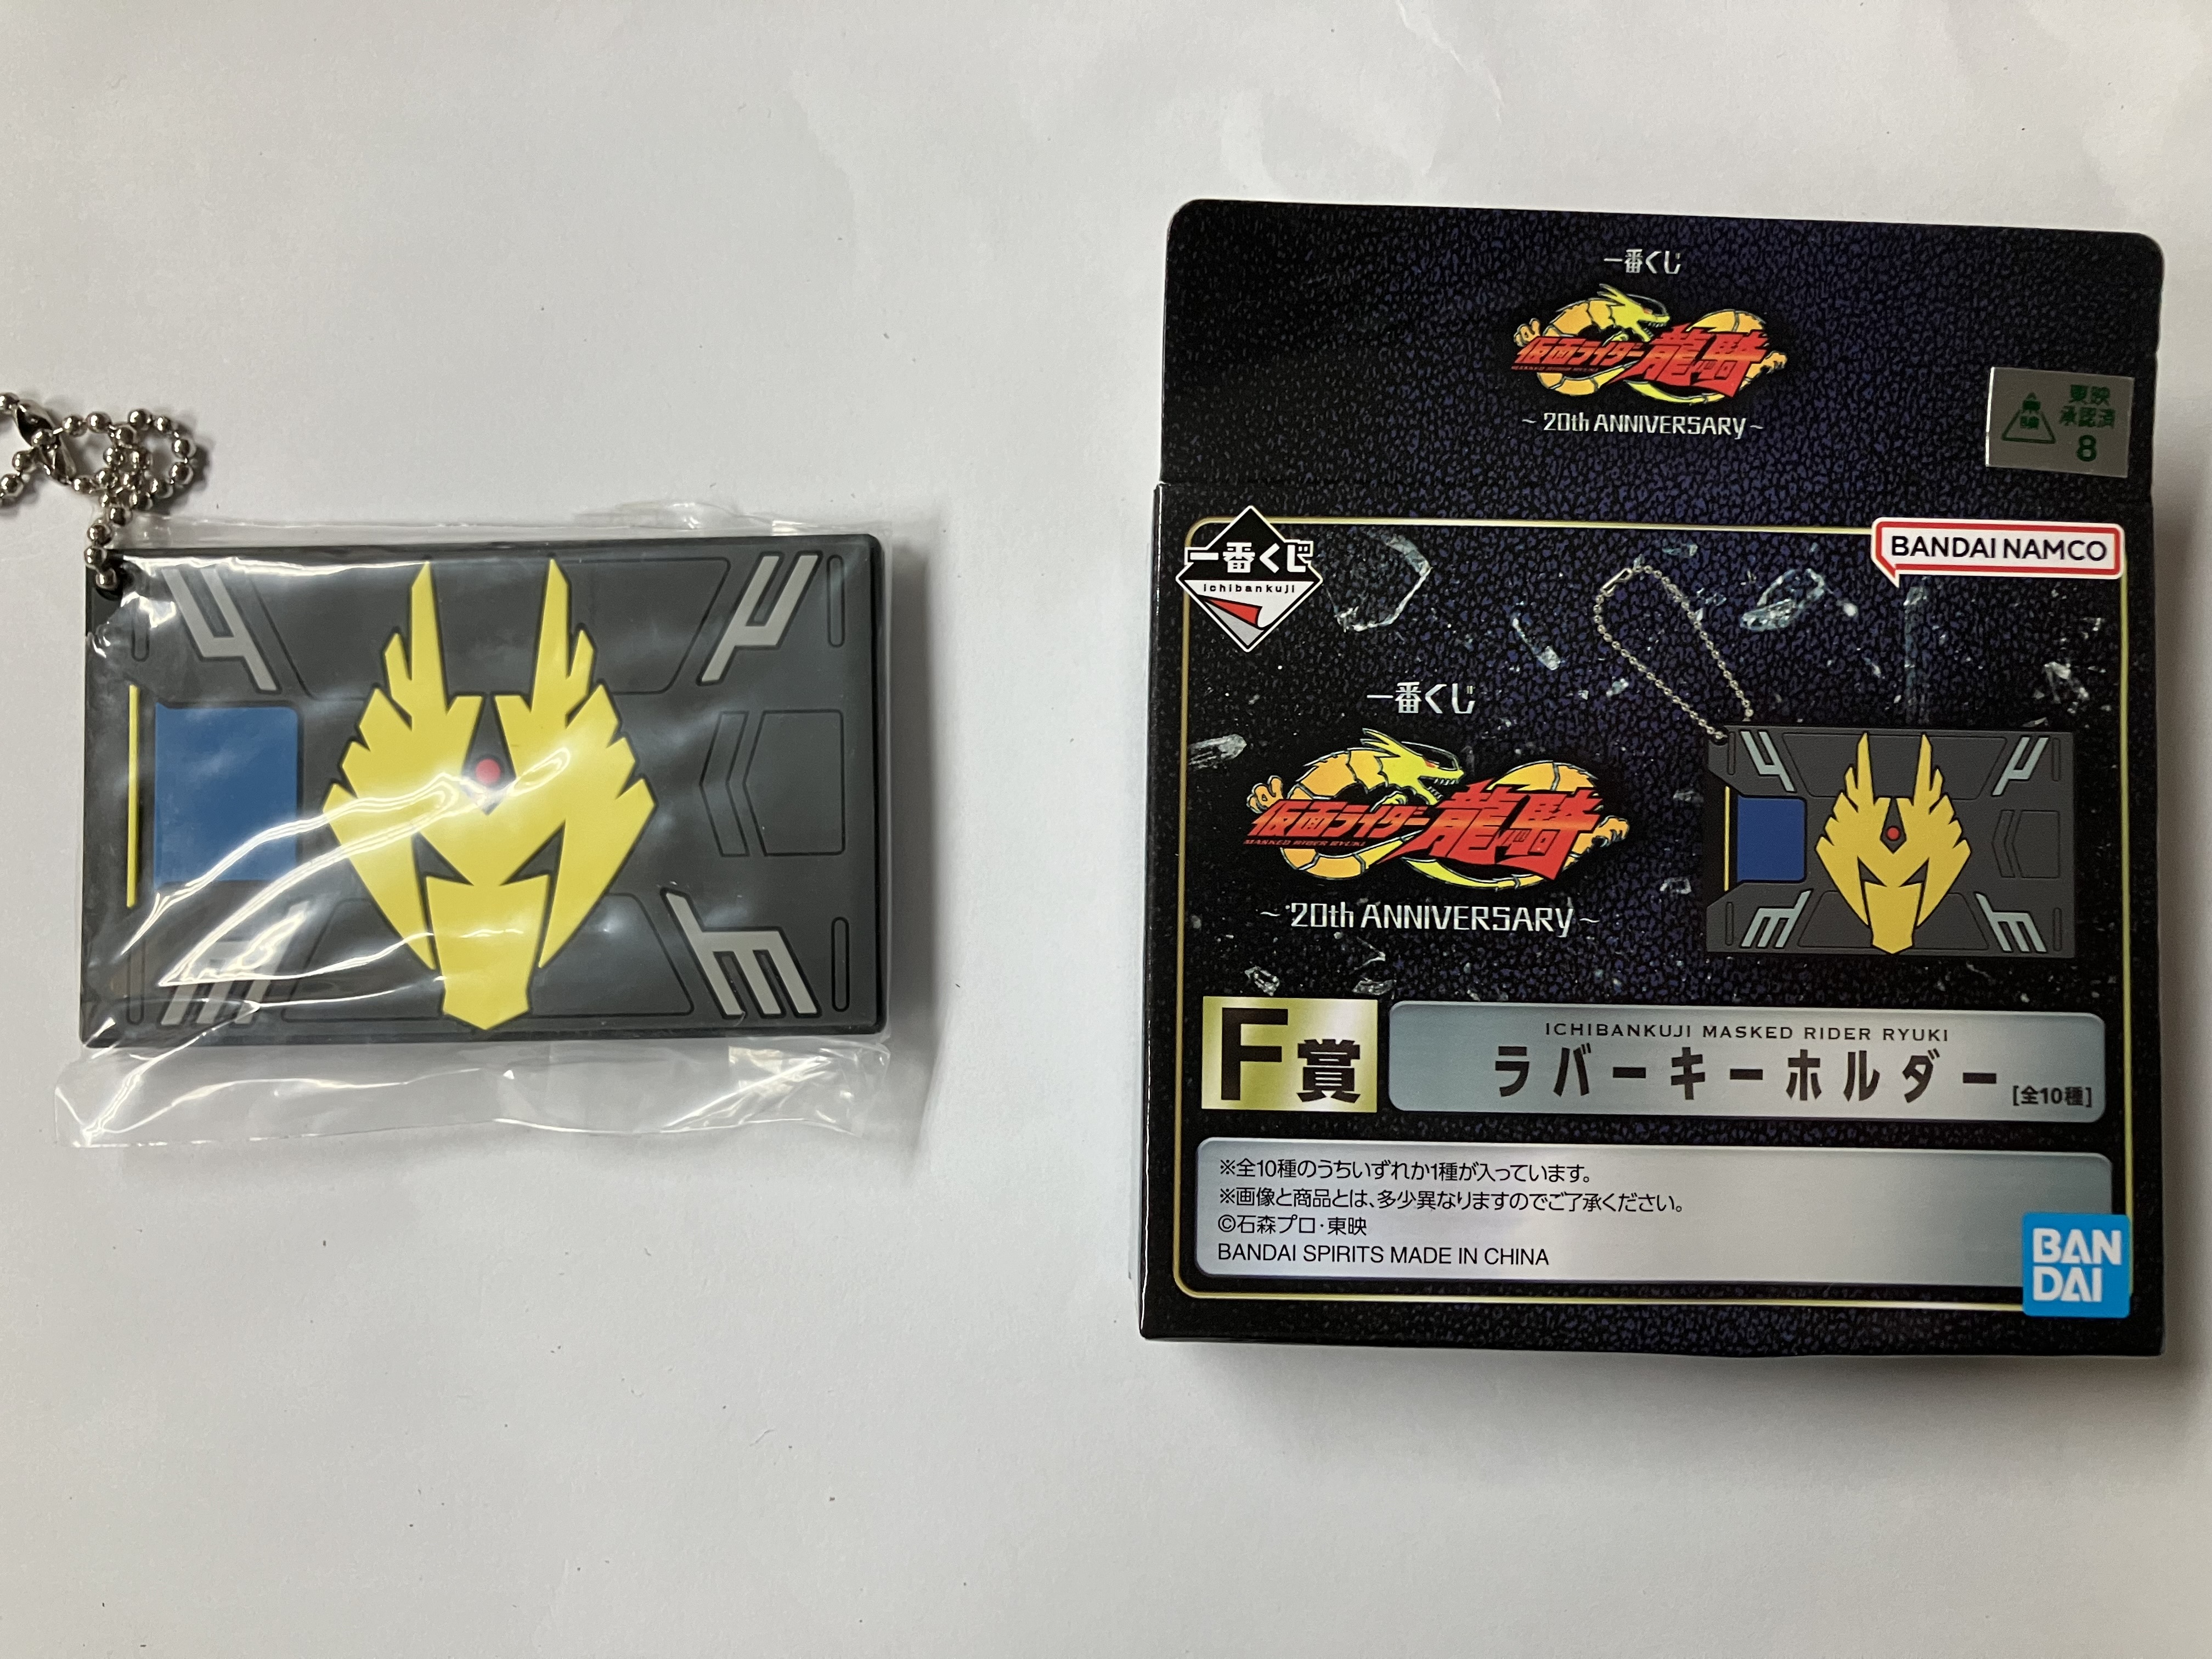 一番くじ
仮面ライダー龍騎
MASKED RIDER RYUKI
~ 20th ANNIVERSARY ~
東映
承認済
8
一番くじ
ichibankuji
BANDAI NAMCO
一番くじ
仮面ライダー龍騎
MASKED RIDER RYUKI
~ 20th ANNIVERSARY ~
F賞
ICHIBANKUJI MASKED RIDER RYUKI
ラバーキーホルダー
[全10種]
※全10種のうちいずれか1種が入っています。
※画像と商品とは、多少異なりますのでご了承ください。
©石森プロ・東映
BANDAI SPIRITS MADE IN CHINA
BAN
DAI